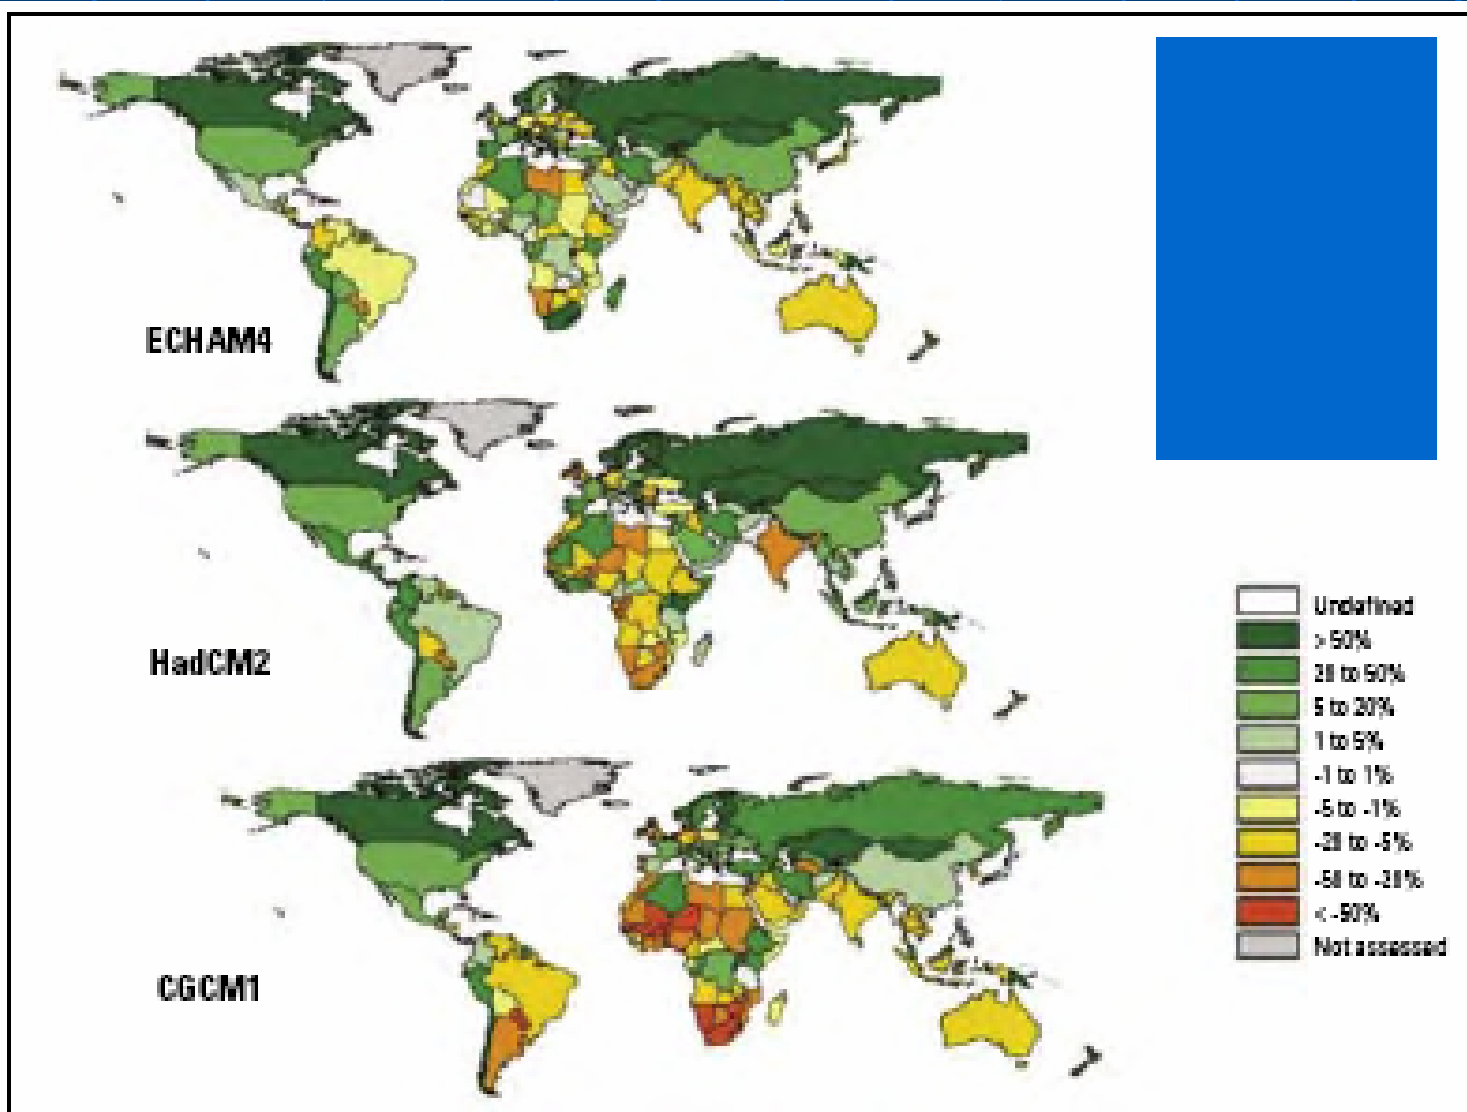 ECHAM4
HadCM2
CGCM1
Undefined
> 50%
20 to 50%
5 to 20%
1 to 5%
-1 to 1%
-5 to -1%
-20 to -5%
-50 to -20%
< -50%
Not assessed